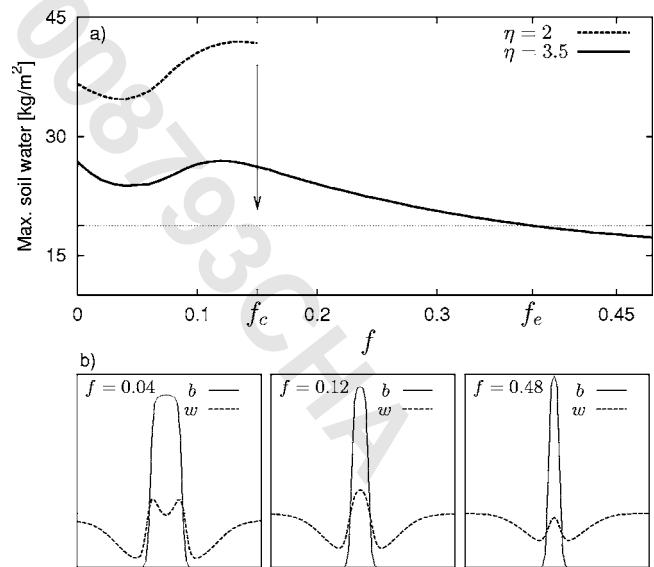 45
a)
η = 2
η = 3.5
Max. soil water [kg/m²]
30
15
0 0.1 f_c 0.2 0.3 f_e 0.45
f
b)
f = 0.04 b
w
f = 0.12 b
w
f = 0.48 b
w
008793CHA